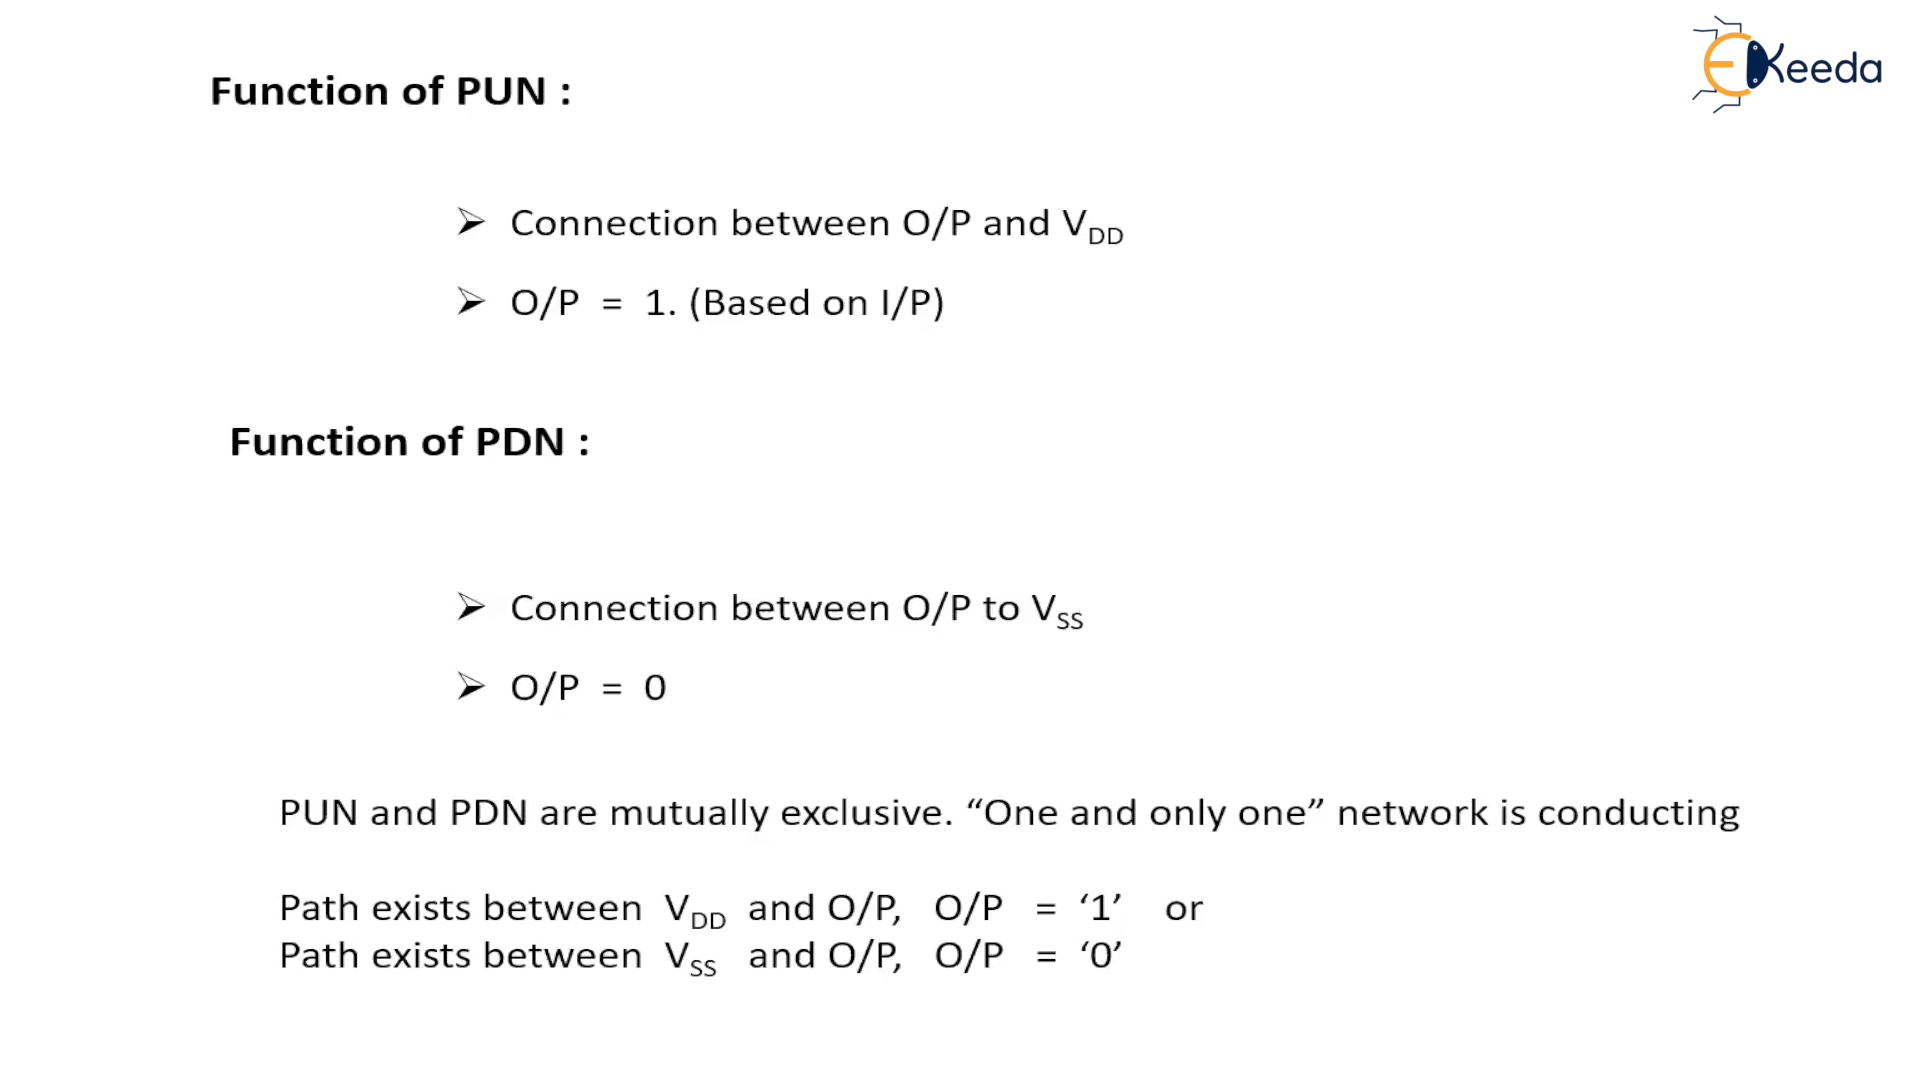 EKeeda
Function of PUN :
➢ Connection between O/P and VDD
➢ O/P = 1. (Based on I/P)
Function of PDN :
➢ Connection between O/P to VSS
➢ O/P = 0
PUN and PDN are mutually exclusive. “One and only one” network is conducting
Path exists between VDD and O/P, O/P = ‘1’ or
Path exists between VSS and O/P, O/P = ‘0’